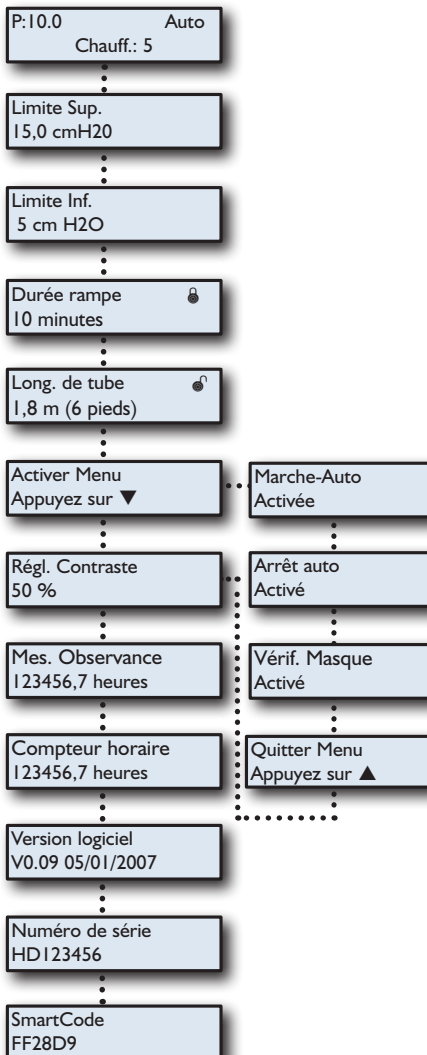 P:10.0 Auto
Chauff.: 5
Limite Sup.
15,0 cmH20
Limite Inf.
5 cm H2O
Durée rampe
10 minutes
Long. de tube
1,8 m (6 pieds)
Activer Menu
Appuyez sur ▼
Marche-Auto
Activée
Régl. Contraste
50 %
Arrêt auto
Activé
Mes. Observance
123456,7 heures
Vérif. Masque
Activé
Compteur horaire
123456,7 heures
Quitter Menu
Appuyez sur ▲
Version logiciel
V0.09 05/01/2007
Numéro de série
HD123456
SmartCode
FF28D9